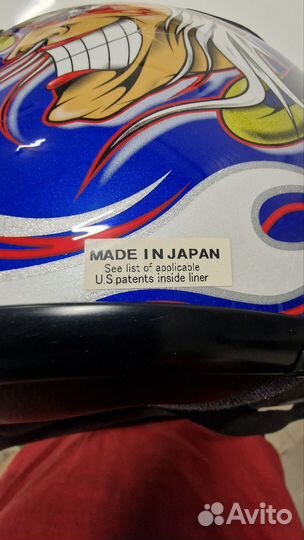 MADE IN JAPAN
See list of applicable
U.S.patents inside liner
Avito